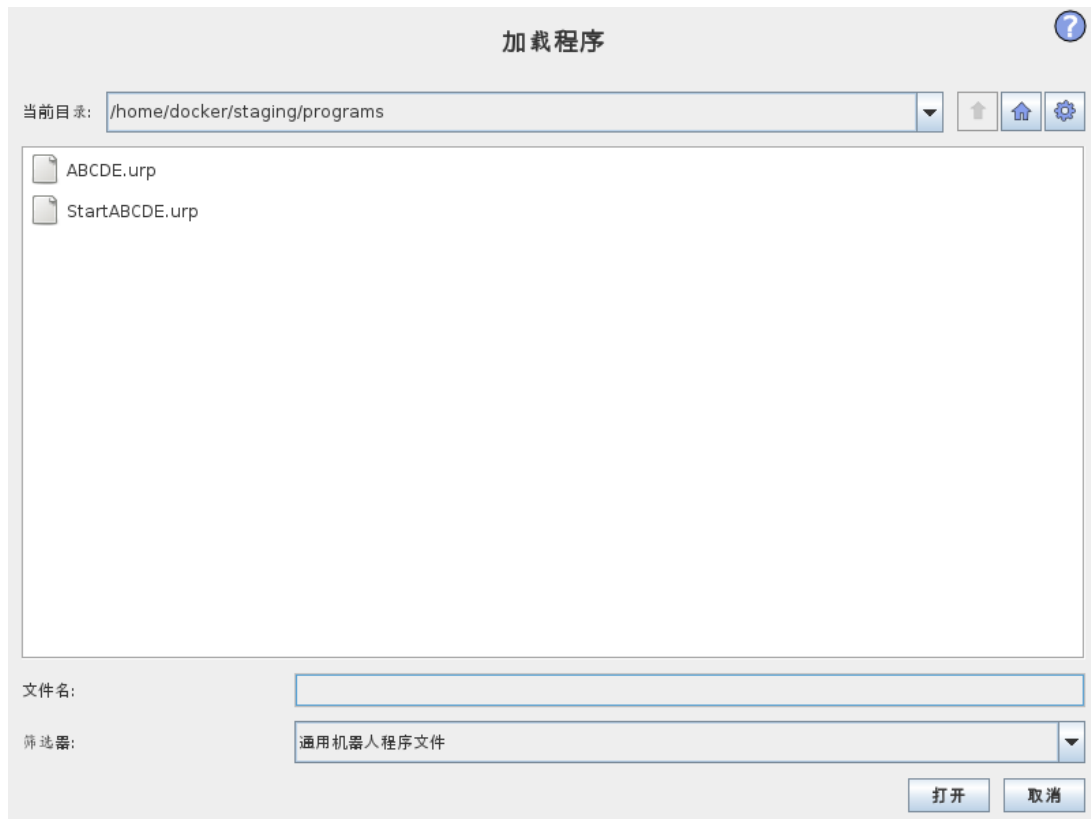 加载程序
?
当前目录: /home/docker/staging/programs
ABCDE.urp
StartABCDE.urp
文件名:
筛选器: 通用机器人程序文件
打开 取消